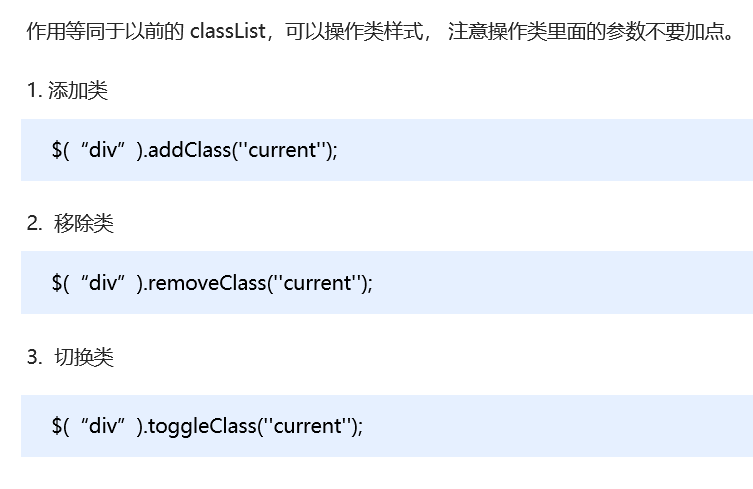 作用等同于以前的 classList，可以操作类样式， 注意操作类里面的参数不要加点。
1. 添加类
$(“div”).addClass(''current'');
2. 移除类
$(“div”).removeClass(''current'');
3. 切换类
$(“div”).toggleClass(''current'');